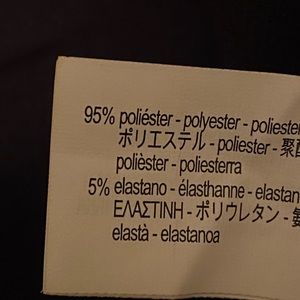 95% poliéster - polyester - poliester
ポリエステル - poliester - 聚
polièster - poliesterra
5% elastano - élasthanne - elastan
ΕΛΑΣΤΙΝΗ - ポリウレタン - 氨
elastà - elastanoa